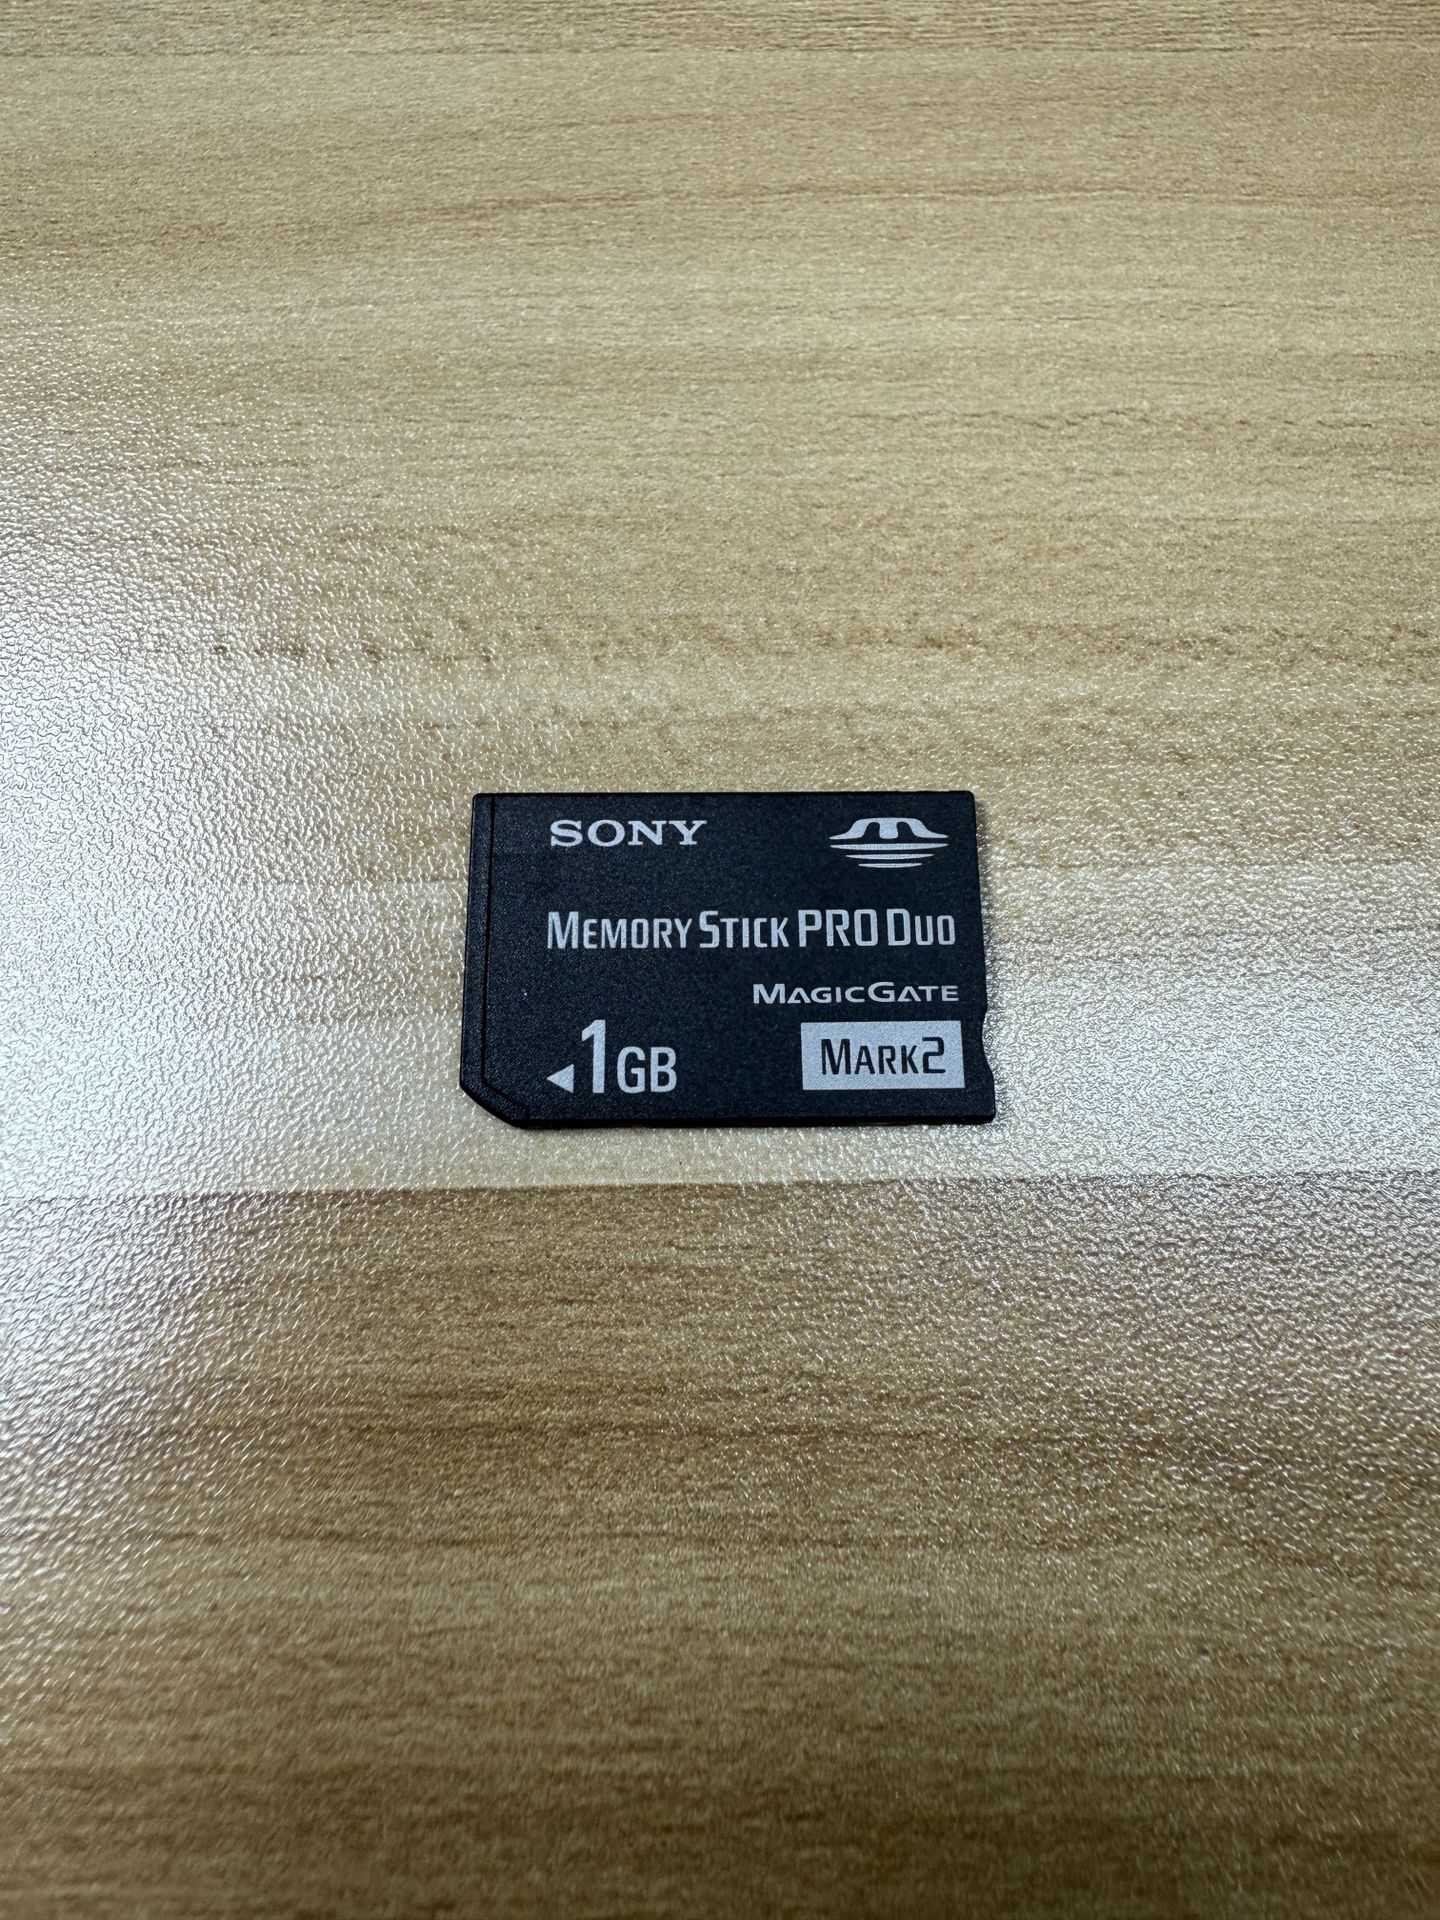 SONY
MEMORY STICK PRO DUO
MAGICGATE
1GB
MARK2